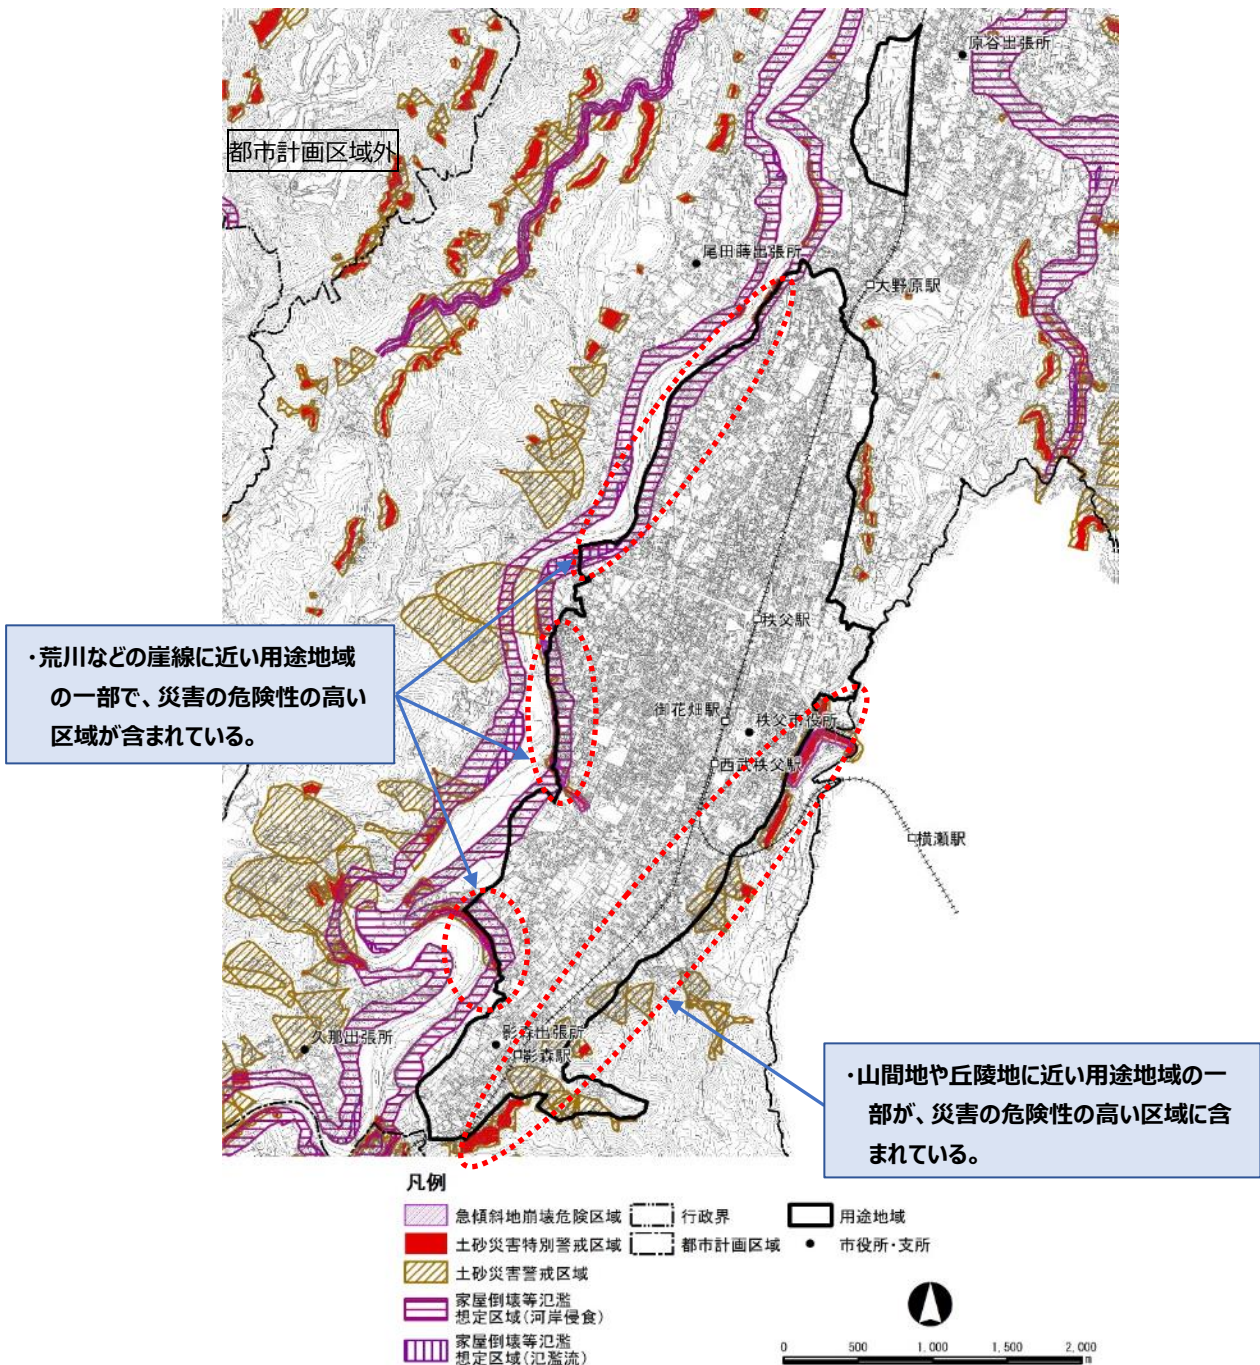 原谷出張所
都市計画区域外
尾田蒔出張所
大野原駅
秩父駅
・荒川などの崖線に近い用途地域
の一部で、災害の危険性の高い
区域が含まれている。
御花畑駅
秩父市役所
西武秩父駅
横瀬駅
久那出張所
影森出張所
影森駅
・山間地や丘陵地に近い用途地域の一
部が、災害の危険性の高い区域に含
まれている。
凡例
急傾斜地崩壊危険区域
行政界
用途地域
土砂災害特別警戒区域
都市計画区域
市役所・支所
土砂災害警戒区域
家屋倒壊等氾濫
想定区域(河岸侵食)
家屋倒壊等氾濫
想定区域(氾濫流)
0 500 1,000 1,500 2,000
m